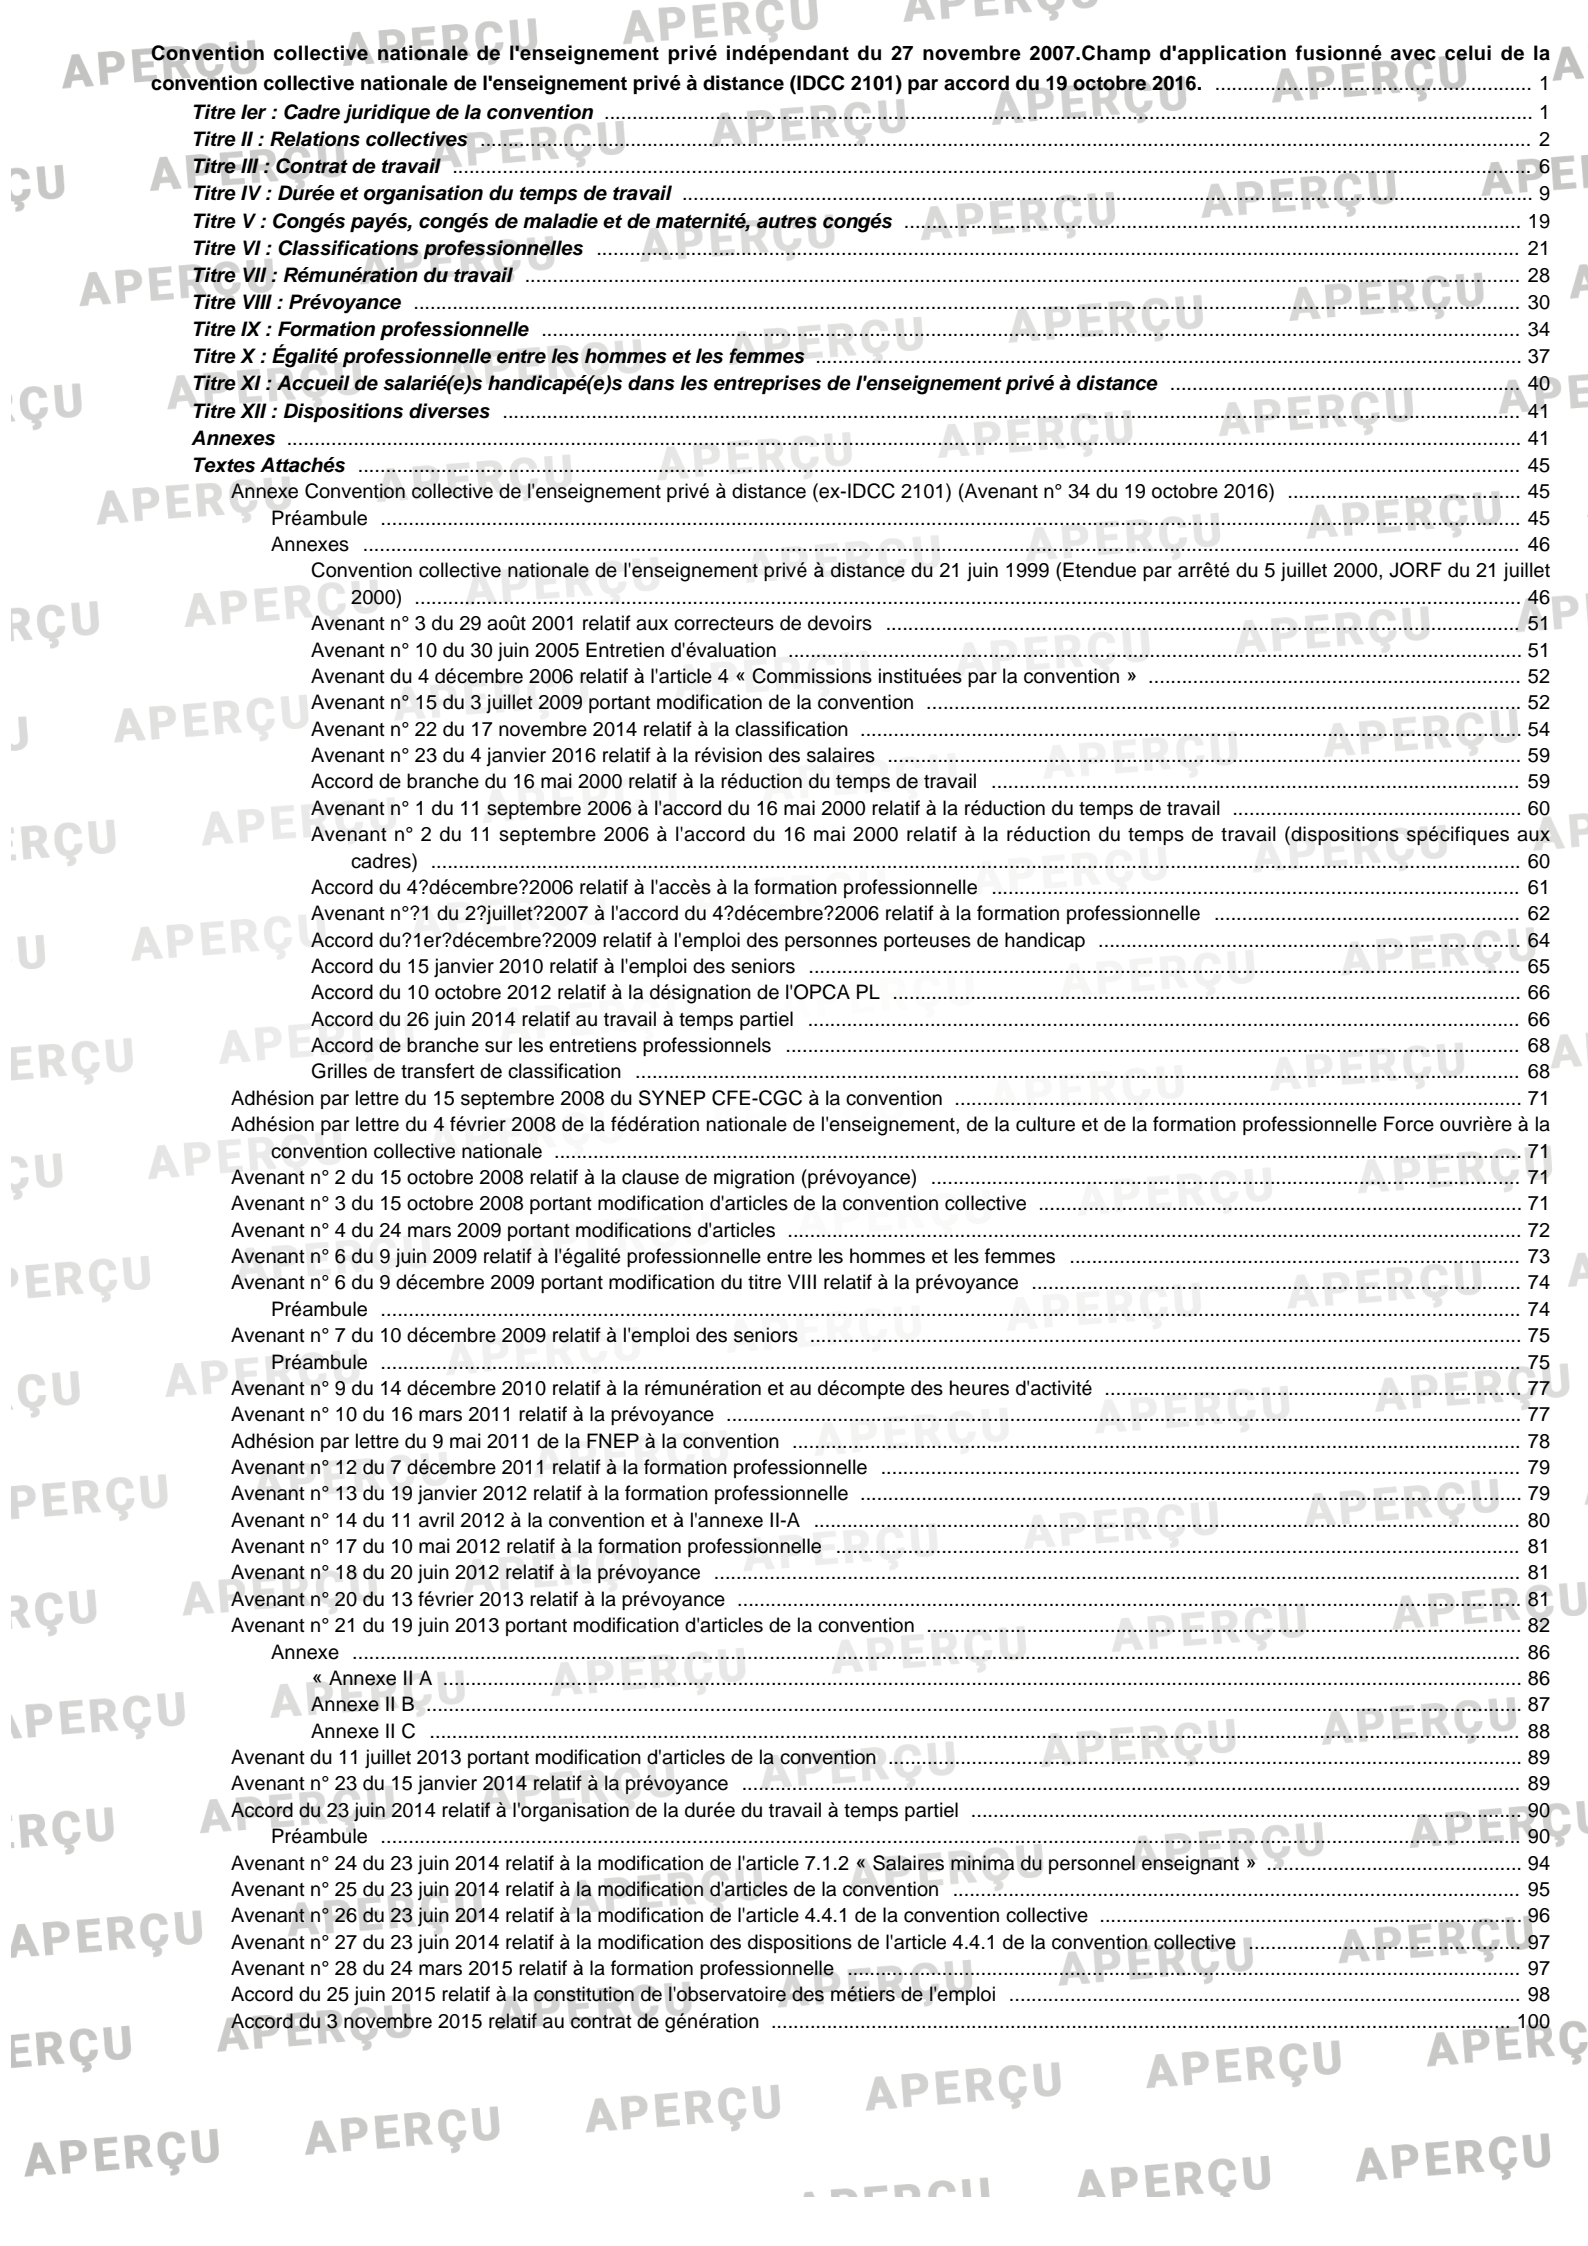 Convention collective nationale de l'enseignement privé indépendant du 27 novembre 2007.Champ d'application fusionné avec celui de la
convention collective nationale de l'enseignement privé à distance (IDCC 2101) par accord du 19 octobre 2016. 1
Titre Ier : Cadre juridique de la convention 1
Titre II : Relations collectives 2
Titre III : Contrat de travail 6
Titre IV : Durée et organisation du temps de travail 9
Titre V : Congés payés, congés de maladie et de maternité, autres congés 19
Titre VI : Classifications professionnelles 21
Titre VII : Rémunération du travail 28
Titre VIII : Prévoyance 30
Titre IX : Formation professionnelle 34
Titre X : Égalité professionnelle entre les hommes et les femmes 37
Titre XI : Accueil de salarié(e)s handicapé(e)s dans les entreprises de l'enseignement privé à distance 40
Titre XII : Dispositions diverses 41
Annexes 41
Textes Attachés 45
Annexe Convention collective de l'enseignement privé à distance (ex-IDCC 2101) (Avenant n° 34 du 19 octobre 2016) 45
Préambule 45
Annexes 46
Convention collective nationale de l'enseignement privé à distance du 21 juin 1999 (Etendue par arrêté du 5 juillet 2000, JORF du 21 juillet
2000) 46
Avenant n° 3 du 29 août 2001 relatif aux correcteurs de devoirs 51
Avenant n° 10 du 30 juin 2005 Entretien d'évaluation 51
Avenant du 4 décembre 2006 relatif à l'article 4 « Commissions instituées par la convention » 52
Avenant n° 15 du 3 juillet 2009 portant modification de la convention 52
Avenant n° 22 du 17 novembre 2014 relatif à la classification 54
Avenant n° 23 du 4 janvier 2016 relatif à la révision des salaires 59
Accord de branche du 16 mai 2000 relatif à la réduction du temps de travail 59
Avenant n° 1 du 11 septembre 2006 à l'accord du 16 mai 2000 relatif à la réduction du temps de travail 60
Avenant n° 2 du 11 septembre 2006 à l'accord du 16 mai 2000 relatif à la réduction du temps de travail (dispositions spécifiques aux
cadres) 60
Accord du 4?décembre?2006 relatif à l'accès à la formation professionnelle 61
Avenant n°?1 du 2?juillet?2007 à l'accord du 4?décembre?2006 relatif à la formation professionnelle 62
Accord du?1er?décembre?2009 relatif à l'emploi des personnes porteuses de handicap 64
Accord du 15 janvier 2010 relatif à l'emploi des seniors 65
Accord du 10 octobre 2012 relatif à la désignation de l'OPCA PL 66
Accord du 26 juin 2014 relatif au travail à temps partiel 66
Accord de branche sur les entretiens professionnels 68
Grilles de transfert de classification 68
Adhésion par lettre du 15 septembre 2008 du SYNEP CFE-CGC à la convention 71
Adhésion par lettre du 4 février 2008 de la fédération nationale de l'enseignement, de la culture et de la formation professionnelle Force ouvrière à la
convention collective nationale 71
Avenant n° 2 du 15 octobre 2008 relatif à la clause de migration (prévoyance) 71
Avenant n° 3 du 15 octobre 2008 portant modification d'articles de la convention collective 71
Avenant n° 4 du 24 mars 2009 portant modifications d'articles 72
Avenant n° 6 du 9 juin 2009 relatif à l'égalité professionnelle entre les hommes et les femmes 73
Avenant n° 6 du 9 décembre 2009 portant modification du titre VIII relatif à la prévoyance 74
Préambule 74
Avenant n° 7 du 10 décembre 2009 relatif à l'emploi des seniors 75
Préambule 75
Avenant n° 9 du 14 décembre 2010 relatif à la rémunération et au décompte des heures d'activité 77
Avenant n° 10 du 16 mars 2011 relatif à la prévoyance 77
Adhésion par lettre du 9 mai 2011 de la FNEP à la convention 78
Avenant n° 12 du 7 décembre 2011 relatif à la formation professionnelle 79
Avenant n° 13 du 19 janvier 2012 relatif à la formation professionnelle 79
Avenant n° 14 du 11 avril 2012 à la convention et à l'annexe II-A 80
Avenant n° 17 du 10 mai 2012 relatif à la formation professionnelle 81
Avenant n° 18 du 20 juin 2012 relatif à la prévoyance 81
Avenant n° 20 du 13 février 2013 relatif à la prévoyance 81
Avenant n° 21 du 19 juin 2013 portant modification d'articles de la convention 82
Annexe 86
« Annexe II A 86
Annexe II B 87
Annexe II C 88
Avenant du 11 juillet 2013 portant modification d'articles de la convention 89
Avenant n° 23 du 15 janvier 2014 relatif à la prévoyance 89
Accord du 23 juin 2014 relatif à l'organisation de la durée du travail à temps partiel 90
Préambule 90
Avenant n° 24 du 23 juin 2014 relatif à la modification de l'article 7.1.2 « Salaires minima du personnel enseignant » 94
Avenant n° 25 du 23 juin 2014 relatif à la modification d'articles de la convention 95
Avenant n° 26 du 23 juin 2014 relatif à la modification de l'article 4.4.1 de la convention collective 96
Avenant n° 27 du 23 juin 2014 relatif à la modification des dispositions de l'article 4.4.1 de la convention collective 97
Avenant n° 28 du 24 mars 2015 relatif à la formation professionnelle 97
Accord du 25 juin 2015 relatif à la constitution de l'observatoire des métiers de l'emploi 98
Accord du 3 novembre 2015 relatif au contrat de génération 100
APERÇU